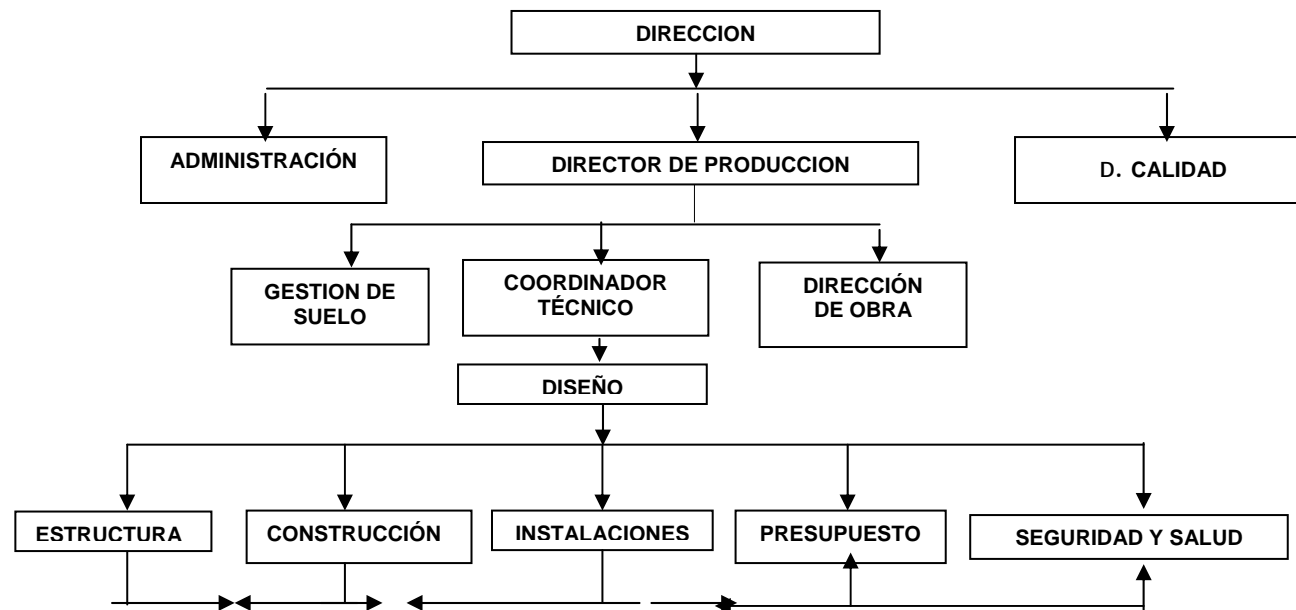 DIRECCION
ADMINISTRACIÓN
DIRECTOR DE PRODUCCION
D. CALIDAD
GESTION DE
SUELO
COORDINADOR
TÉCNICO
DIRECCIÓN
DE OBRA
DISEÑO
ESTRUCTURA
CONSTRUCCIÓN
INSTALACIONES
PRESUPUESTO
SEGURIDAD Y SALUD